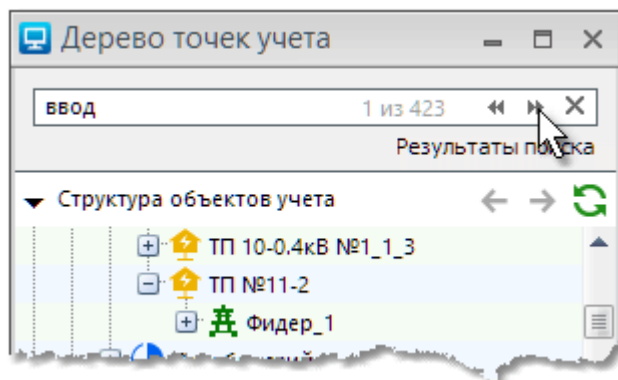 Дерево точек учета
ввод 1 из 423
Результаты поиска
Структура объектов учета
ТП 10-0.4кВ №1_1_3
ТП №11-2
Фидер_1